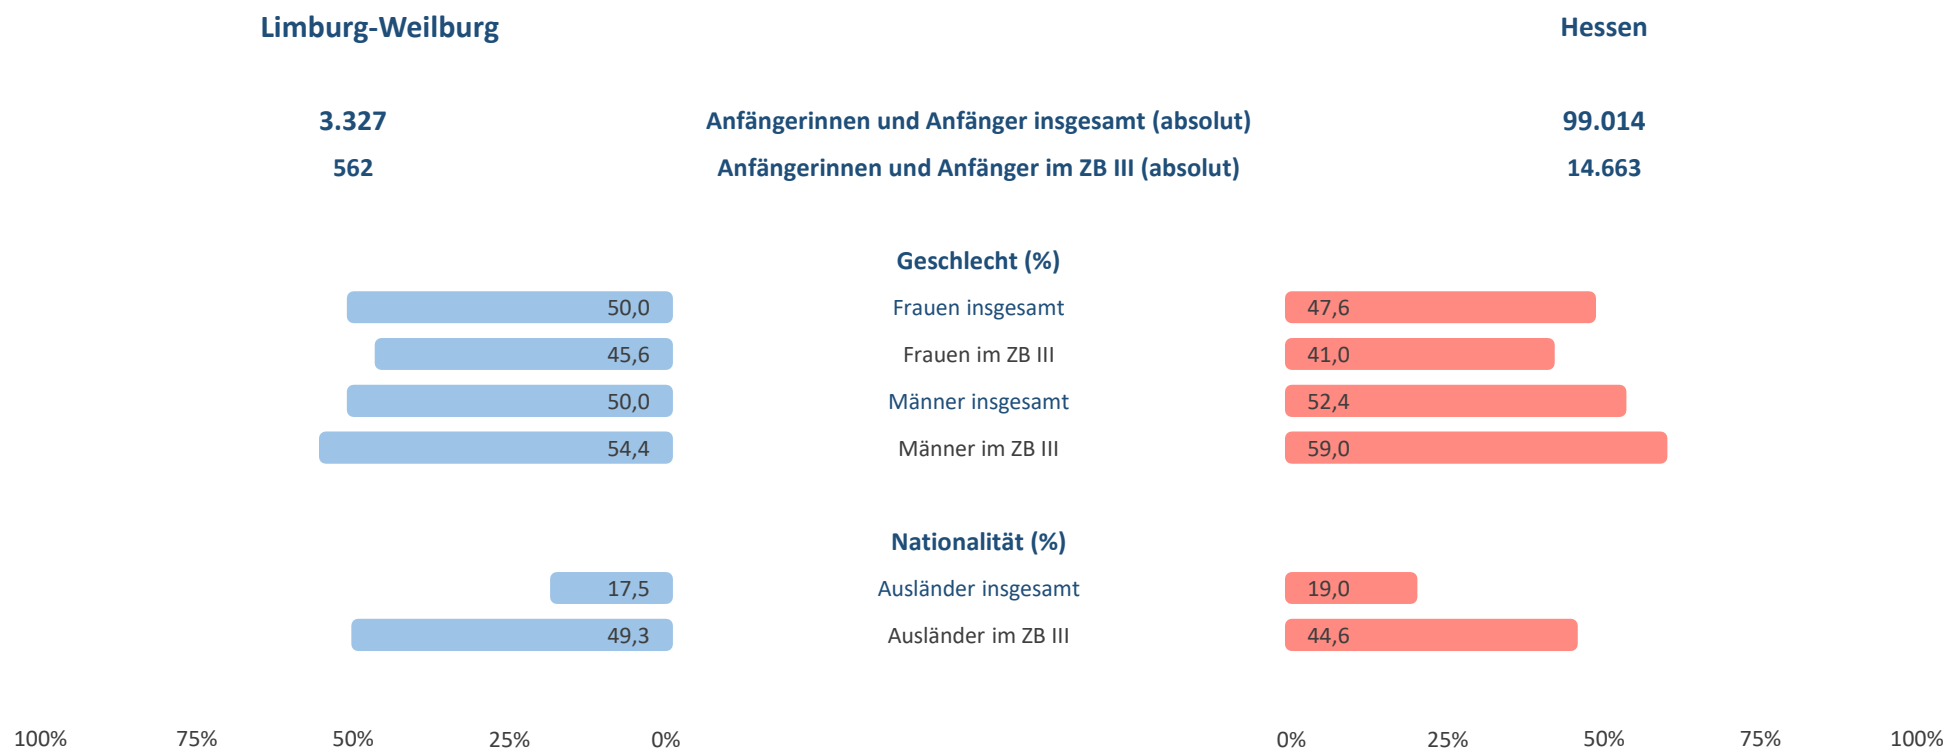 Limburg-Weilburg Hessen
3.327 Anfängerinnen und Anfänger insgesamt (absolut) 99.014
562 Anfängerinnen und Anfänger im ZB III (absolut) 14.663
Geschlecht (%)
50,0 Frauen insgesamt 47,6
45,6 Frauen im ZB III 41,0
50,0 Männer insgesamt 52,4
54,4 Männer im ZB III 59,0
Nationalität (%)
17,5 Ausländer insgesamt 19,0
49,3 Ausländer im ZB III 44,6
100% 75% 50% 25% 0% 0% 25% 50% 75% 100%